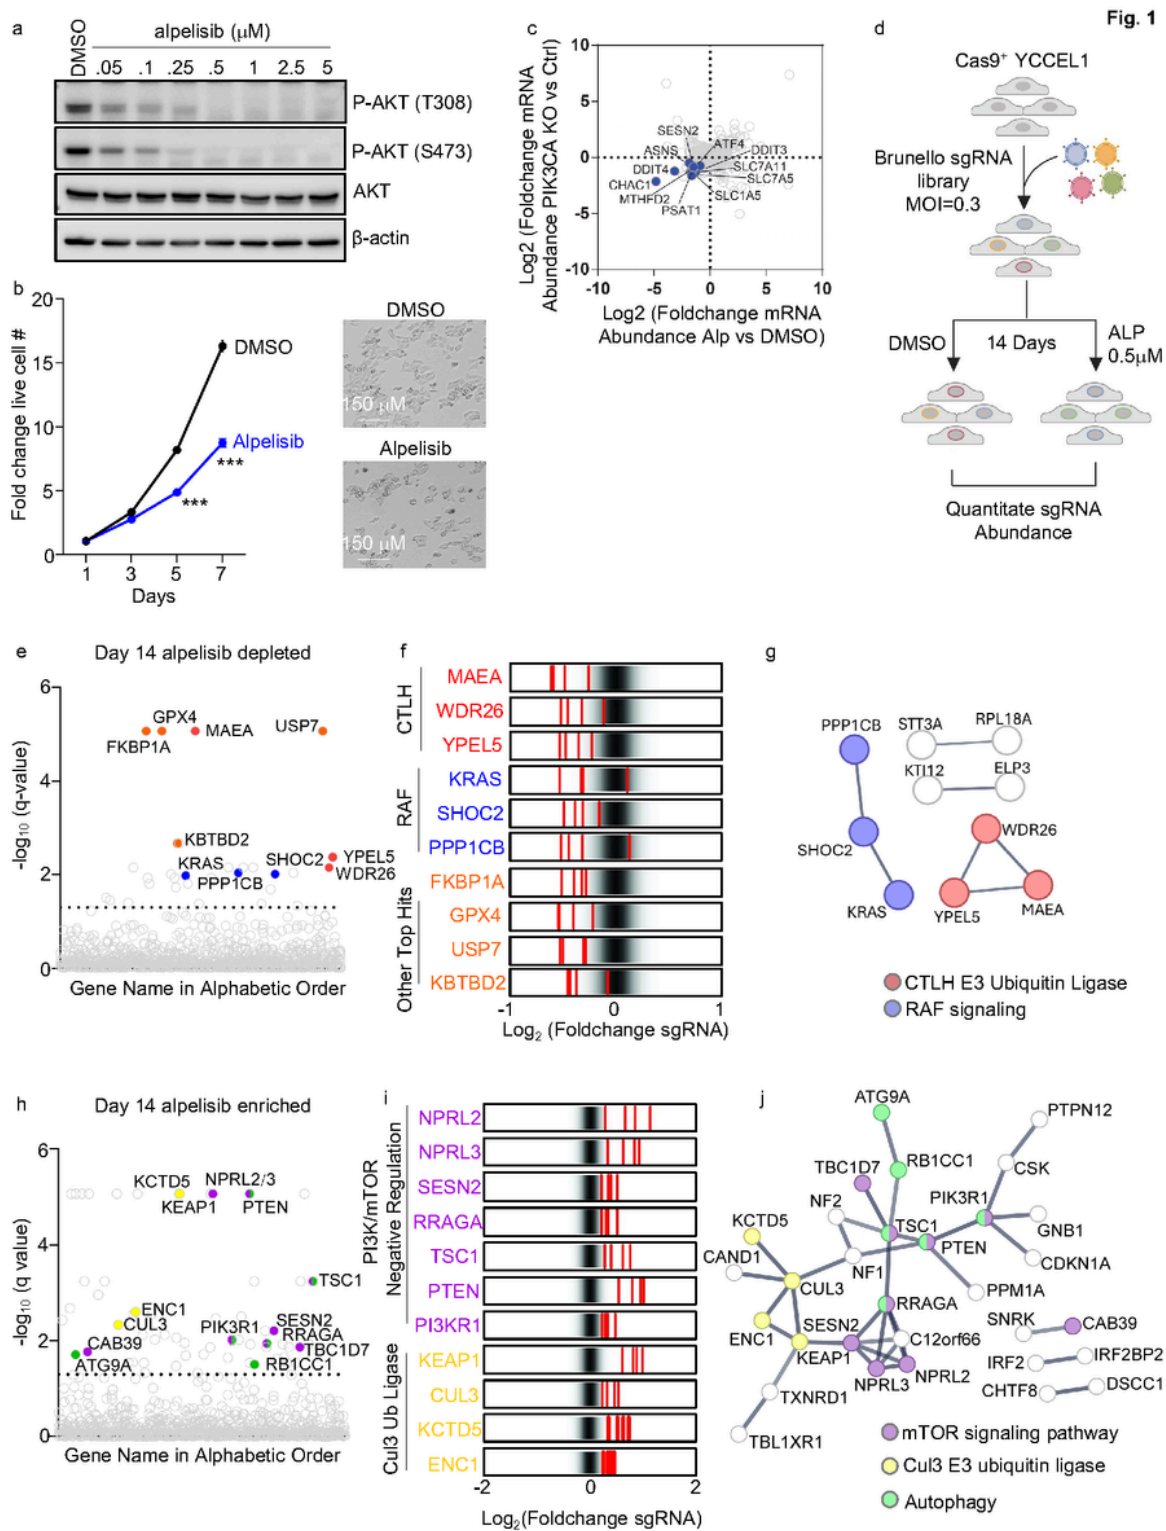 Fig. 1
a
alpelisib (μM)
DMSO
.05 .1 .25 .5 1 2.5 5
P-AKT (T308)
P-AKT (S473)
AKT
β-actin
b
Fold change live cell #
20
15
10
5
0
DMSO
Alpelisib
***
***
1 3 5 7
Days
DMSO
150 μM
Alpelisib
150 μM
c
Log2 (Foldchange mRNA
Abundance PIK3CA KO vs Ctrl)
10
5
0
-5
-10
SESN2
ATF4
ASNS
DDIT3
DDIT4
SLC7A11
CHAC1
SLC7A5
MTHFD2
SLC1A5
PSAT1
-10 -5 0 5 10
Log2 (Foldchange mRNA
Abundance Alp vs DMSO)
d
Cas9⁺ YCCEL1
Brunello sgRNA
library
MOI=0.3
DMSO
14 Days
ALP
0.5μM
Quantitate sgRNA
Abundance
e
Day 14 alpelisib depleted
-log₁₀ (q-value)
6
4
2
0
GPX4
FKBP1A
MAEA
USP7
KBTBD2
KRAS
PPP1CB
SHOC2
YPEL5
WDR26
Gene Name in Alphabetic Order
f
CTLH
MAEA
WDR26
YPEL5
RAF
KRAS
SHOC2
PPP1CB
Other Top Hits
FKBP1A
GPX4
USP7
KBTBD2
-1 0 1
Log₂ (Foldchange sgRNA)
g
PPP1CB
STT3A
RPL18A
KTI12
ELP3
SHOC2
WDR26
KRAS
YPEL5
MAEA
CTLH E3 Ubiquitin Ligase
RAF signaling
h
Day 14 alpelisib enriched
-log₁₀ (q value)
6
4
2
0
KCTD5
NPRL2/3
KEAP1
PTEN
TSC1
ENC1
CUL3
PIK3R1
SESN2
RRAGA
CAB39
TBC1D7
ATG9A
RB1CC1
Gene Name in Alphabetic Order
i
PI3K/mTOR
Negative Regulation
NPRL2
NPRL3
SESN2
RRAGA
TSC1
PTEN
PI3KR1
Cul3 Ub Ligase
KEAP1
CUL3
KCTD5
ENC1
-2 0 2
Log₂(Foldchange sgRNA)
j
ATG9A
PTPN12
TBC1D7
RB1CC1
CSK
PIK3R1
NF2
KCTD5
TSC1
PTEN
GNB1
CAND1
NF1
CDKN1A
CUL3
PPM1A
RRAGA
SESN2
SNRK
CAB39
ENC1
C12orf66
KEAP1
IRF2
IRF2BP2
NPRL3
NPRL2
TXNRD1
CHTF8
DSCC1
TBL1XR1
mTOR signaling pathway
Cul3 E3 ubiquitin ligase
Autophagy